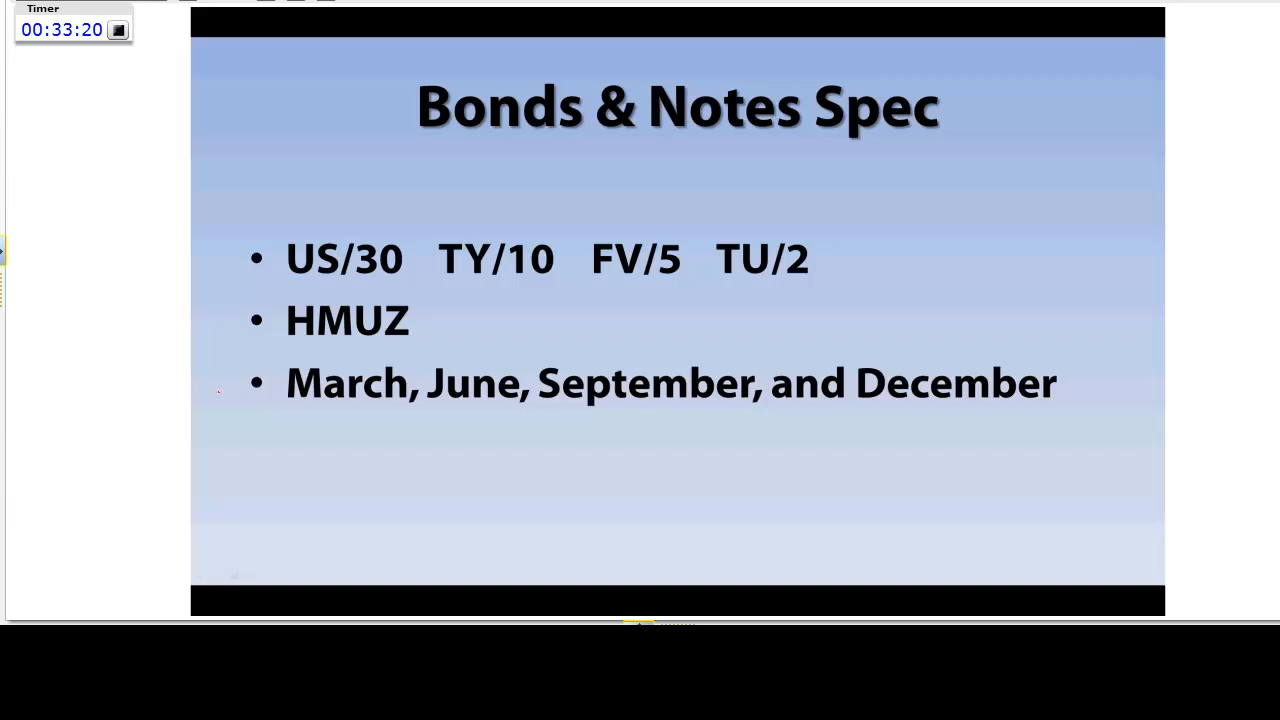 Timer
00:33:20
Bonds & Notes Spec
• US/30 TY/10 FV/5 TU/2
• HMUZ
• March, June, September, and December